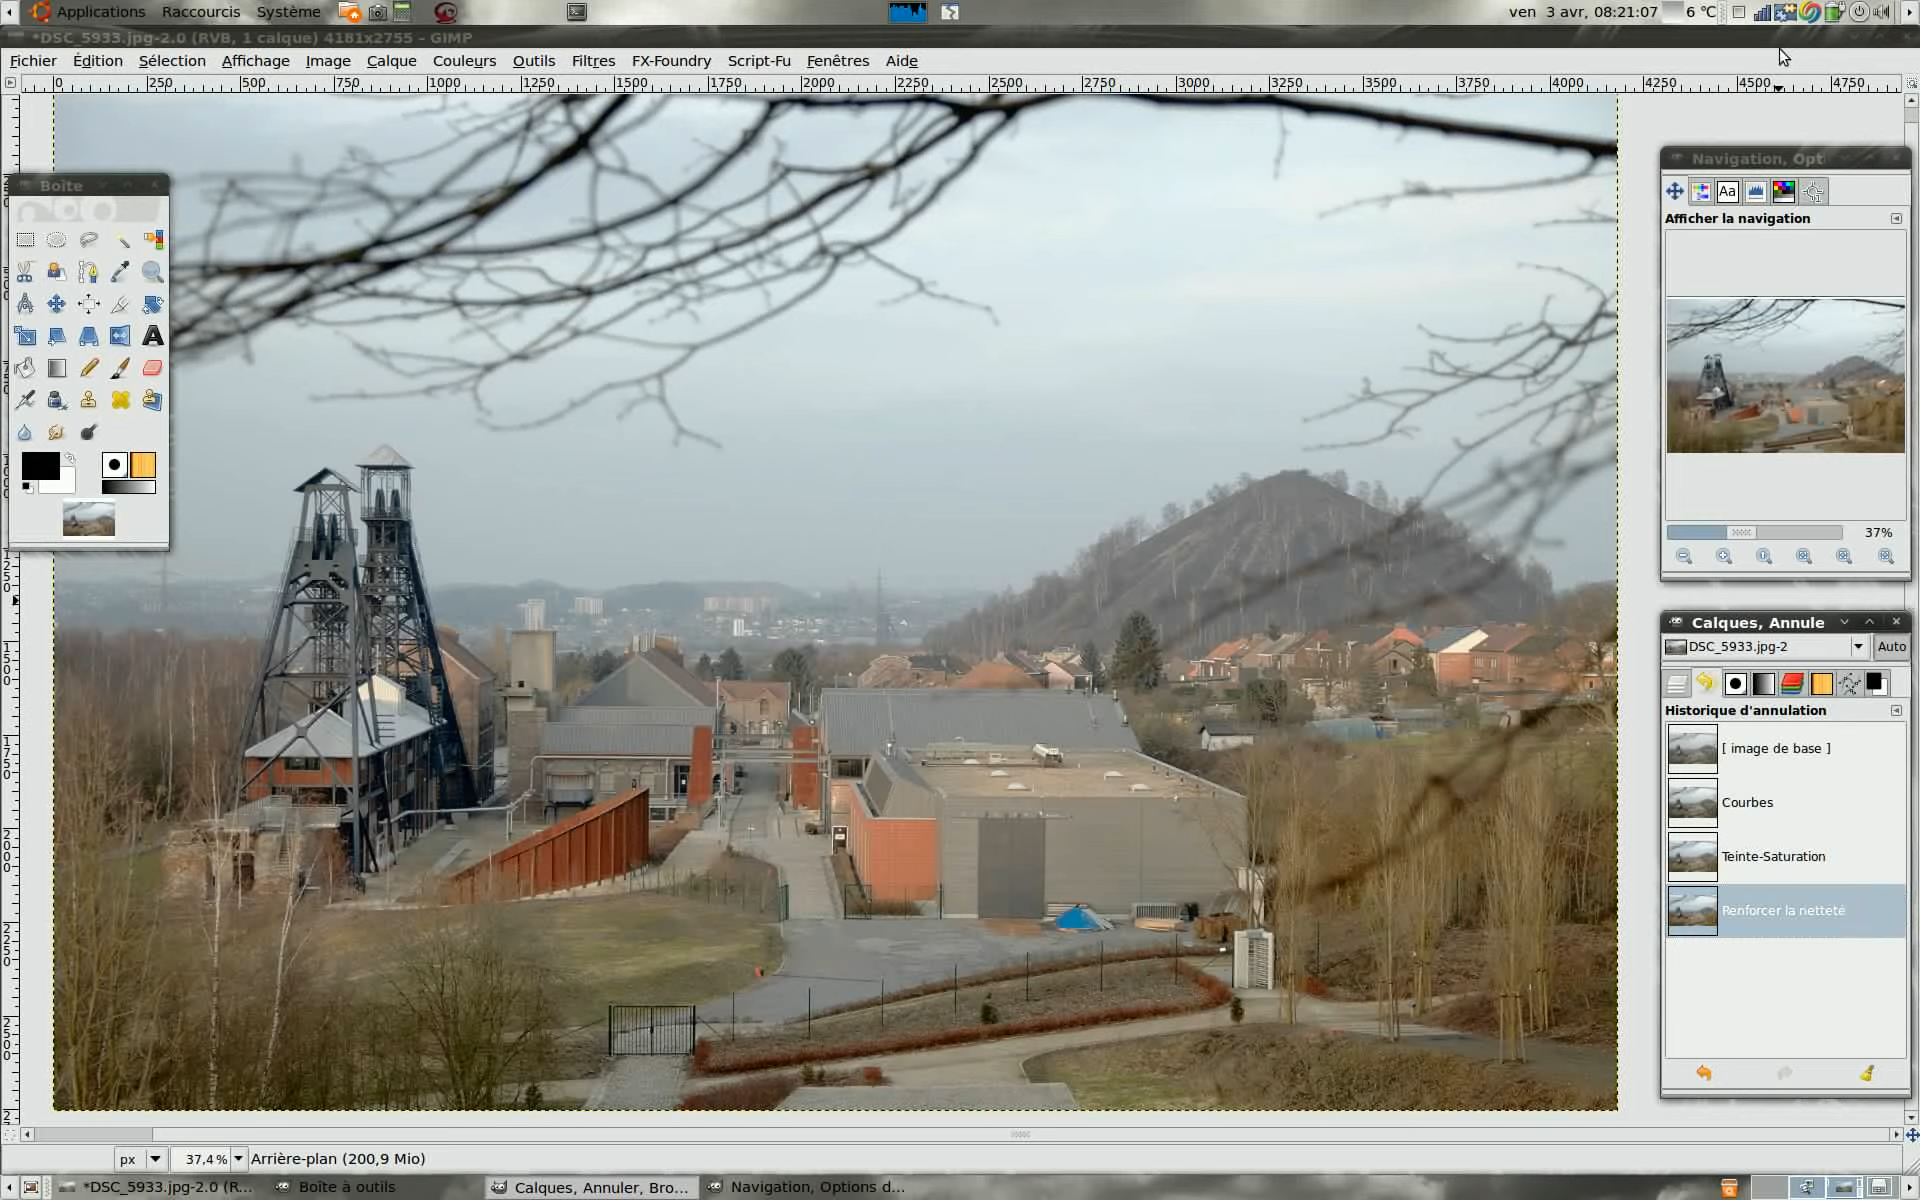 Applications Raccourcis Système
ven 3 avr, 08:21:07 6 °C
*DSC_5933.jpg-2.0 (RVB, 1 calque) 4181x2755 – GIMP
Fichier Édition Sélection Affichage Image Calque Couleurs Outils Filtres FX-Foundry Script-Fu Fenêtres Aide
0 250 500 750 1000 1250 1500 1750 2000 2250 2500 2750 3000 3250 3500 3750 4000 4250 4500 4750
Boîte
Navigation, Opt
Aa
Afficher la navigation
37%
Calques, Annule
DSC_5933.jpg-2
Auto
Historique d'annulation
[ image de base ]
Courbes
Teinte-Saturation
Renforcer la netteté
px 37,4 % Arrière-plan (200,9 Mio)
*DSC_5933.jpg-2.0 (R... Boîte à outils Calques, Annuler, Bro... Navigation, Options d...